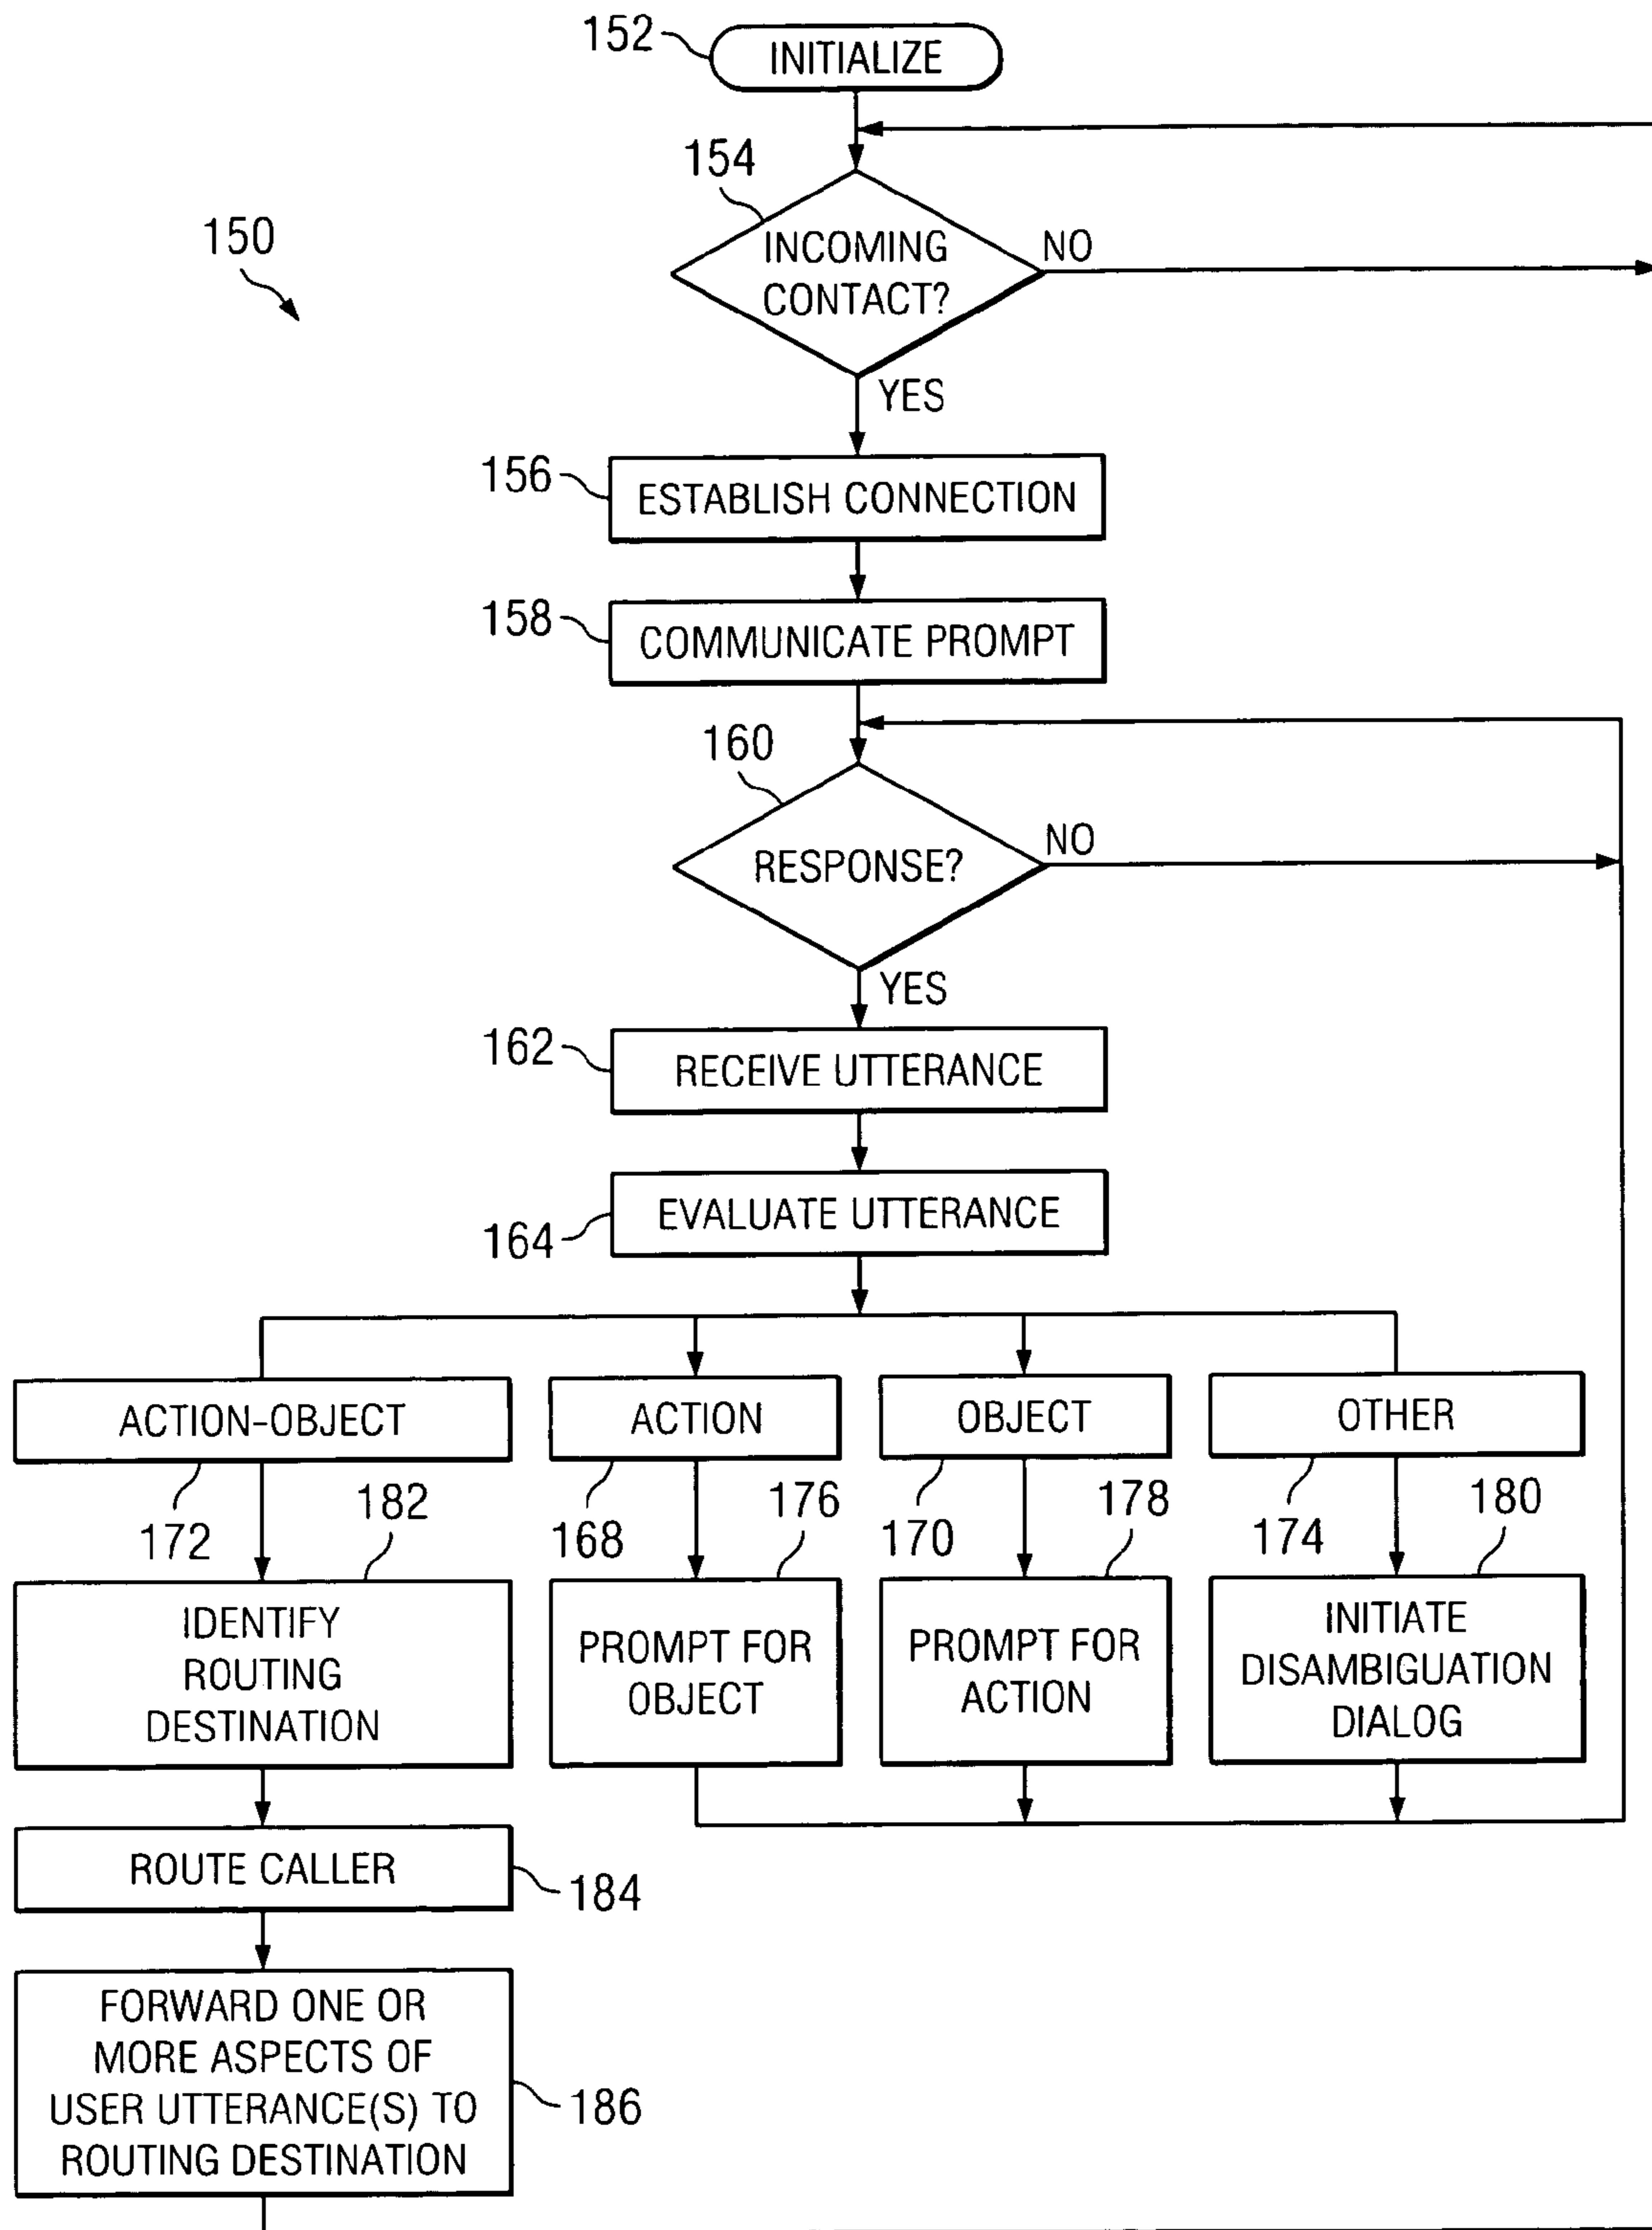 152
INITIALIZE
154
150
INCOMING
CONTACT?
NO
YES
156
ESTABLISH CONNECTION
158
COMMUNICATE PROMPT
160
RESPONSE?
NO
YES
162
RECEIVE UTTERANCE
164
EVALUATE UTTERANCE
ACTION-OBJECT
ACTION
OBJECT
OTHER
172
182
168
176
170
178
174
180
IDENTIFY
ROUTING
DESTINATION
PROMPT FOR
OBJECT
PROMPT FOR
ACTION
INITIATE
DISAMBIGUATION
DIALOG
ROUTE CALLER
184
FORWARD ONE OR
MORE ASPECTS OF
USER UTTERANCE(S) TO
ROUTING DESTINATION
186